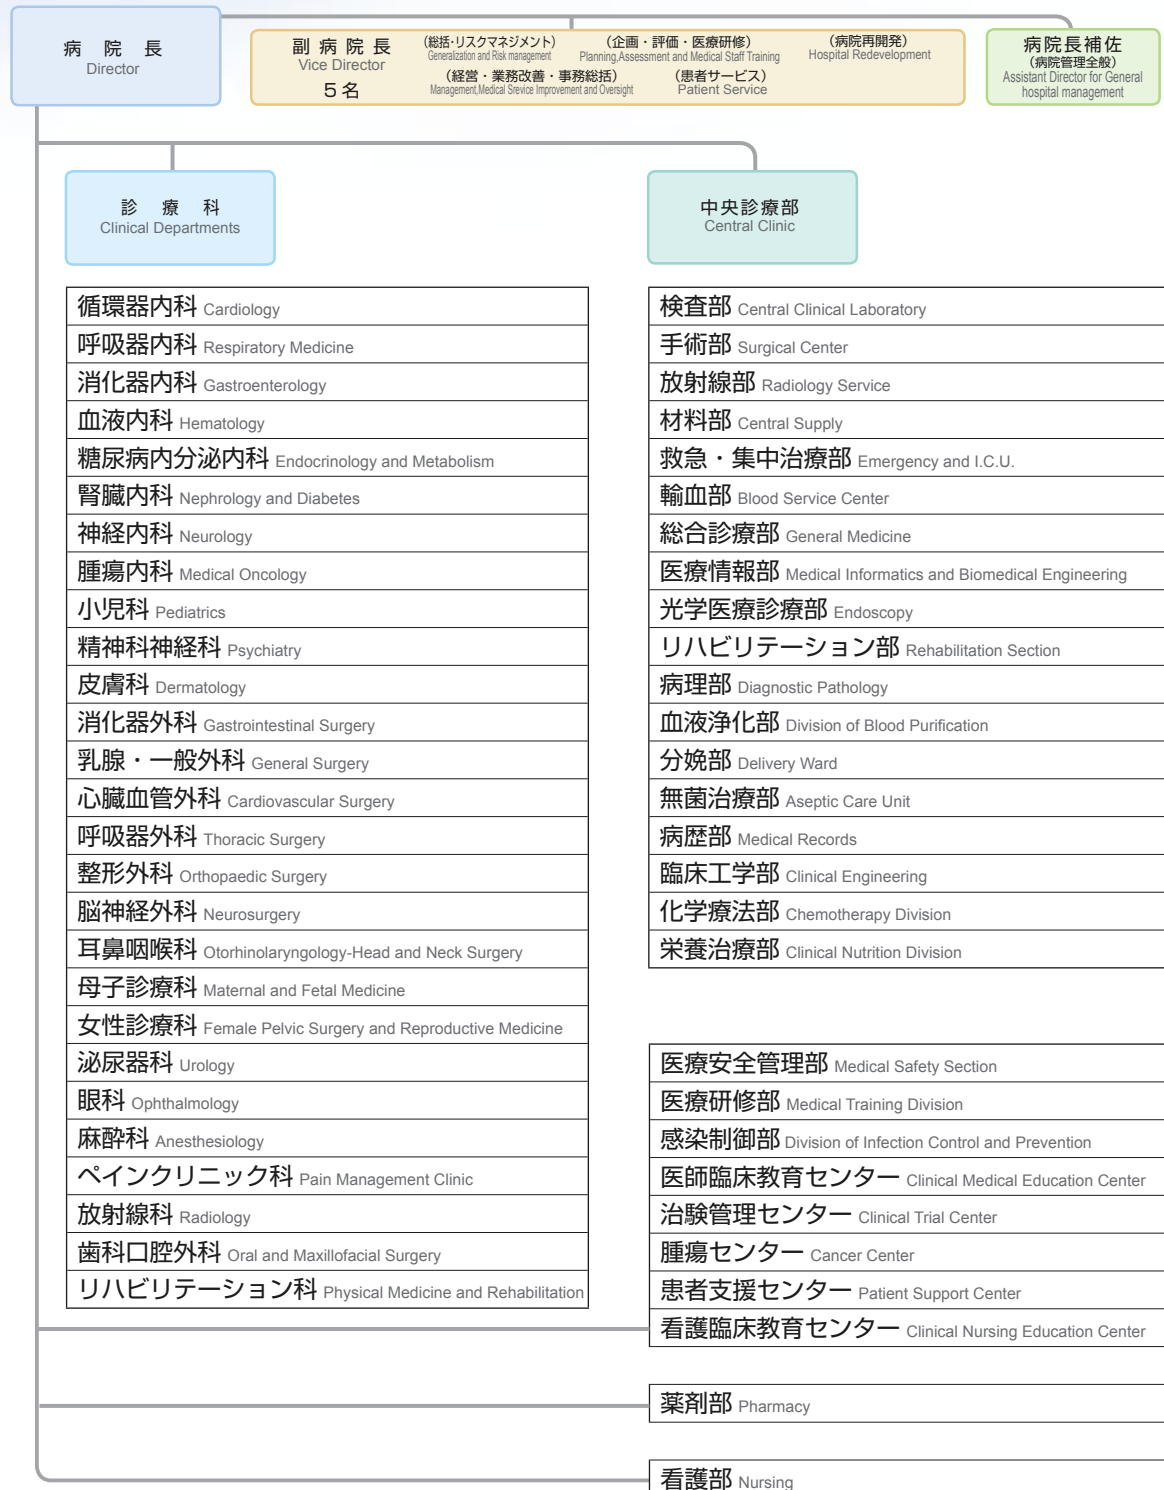 病院長
Director
副病院長
Vice Director
5名
(総括・リスクマネジメント)
Generalization and Risk management
(企画・評価・医療研修)
Planning,Assessment and Medical Staff Training
(病院再開発)
Hospital Redevelopment
(経営・業務改善・事務総括)
Management,Medical Srevice Improvement and Oversight
(患者サービス)
Patient Service
病院長補佐
(病院管理全般)
Assistant Director for General
hospital management
診療科
Clinical Departments
循環器内科 Cardiology
呼吸器内科 Respiratory Medicine
消化器内科 Gastroenterology
血液内科 Hematology
糖尿病内分泌内科 Endocrinology and Metabolism
腎臓内科 Nephrology and Diabetes
神経内科 Neurology
腫瘍内科 Medical Oncology
小児科 Pediatrics
精神科神経科 Psychiatry
皮膚科 Dermatology
消化器外科 Gastrointestinal Surgery
乳腺・一般外科 General Surgery
心臓血管外科 Cardiovascular Surgery
呼吸器外科 Thoracic Surgery
整形外科 Orthopaedic Surgery
脳神経外科 Neurosurgery
耳鼻咽喉科 Otorhinolaryngology-Head and Neck Surgery
母子診療科 Maternal and Fetal Medicine
女性診療科 Female Pelvic Surgery and Reproductive Medicine
泌尿器科 Urology
眼科 Ophthalmology
麻酔科 Anesthesiology
ペインクリニック科 Pain Management Clinic
放射線科 Radiology
歯科口腔外科 Oral and Maxillofacial Surgery
リハビリテーション科 Physical Medicine and Rehabilitation
中央診療部
Central Clinic
検査部 Central Clinical Laboratory
手術部 Surgical Center
放射線部 Radiology Service
材料部 Central Supply
救急・集中治療部 Emergency and I.C.U.
輸血部 Blood Service Center
総合診療部 General Medicine
医療情報部 Medical Informatics and Biomedical Engineering
光学医療診療部 Endoscopy
リハビリテーション部 Rehabilitation Section
病理部 Diagnostic Pathology
血液浄化部 Division of Blood Purification
分娩部 Delivery Ward
無菌治療部 Aseptic Care Unit
病歴部 Medical Records
臨床工学部 Clinical Engineering
化学療法部 Chemotherapy Division
栄養治療部 Clinical Nutrition Division
医療安全管理部 Medical Safety Section
医療研修部 Medical Training Division
感染制御部 Division of Infection Control and Prevention
医師臨床教育センター Clinical Medical Education Center
治験管理センター Clinical Trial Center
腫瘍センター Cancer Center
患者支援センター Patient Support Center
看護臨床教育センター Clinical Nursing Education Center
薬剤部 Pharmacy
看護部 Nursing